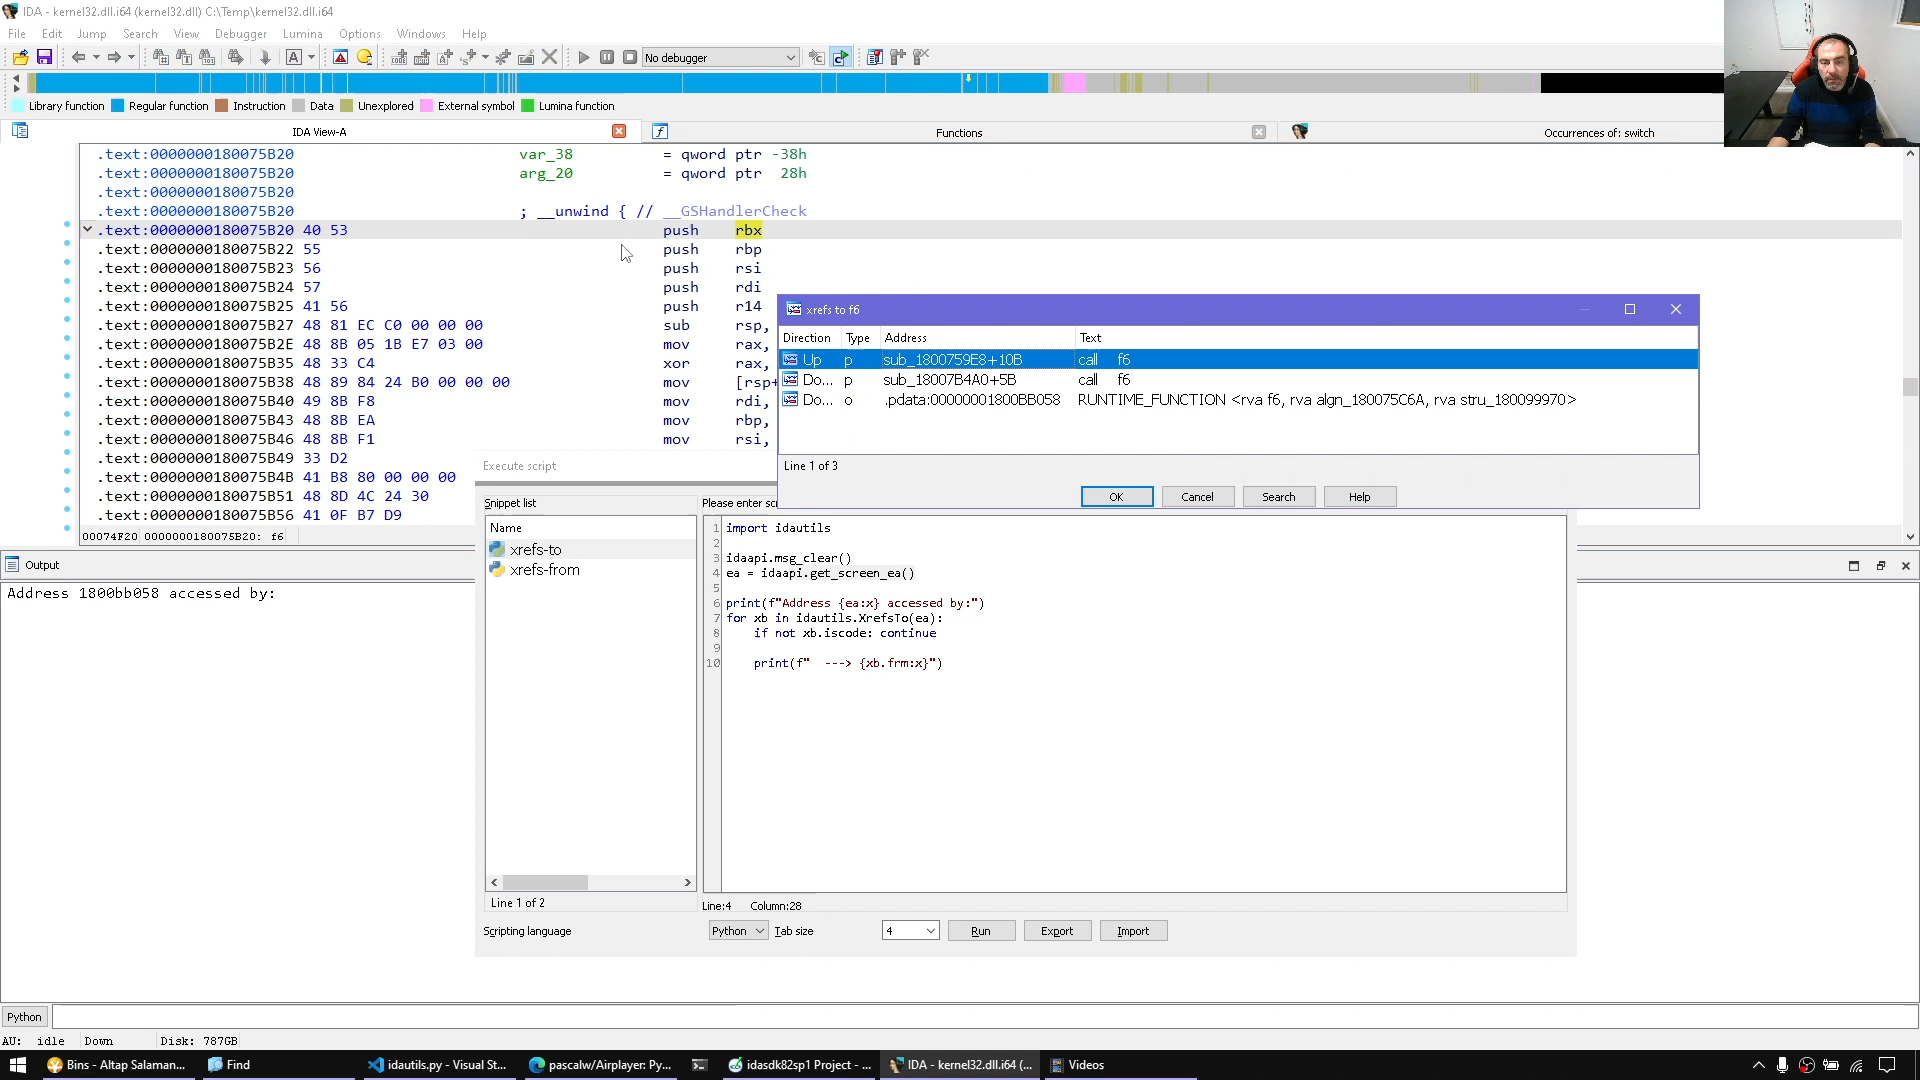 IDA - kernel32.dll.i64 (kernel32.dll) C:\Temp\kernel32.dll.i64
File Edit Jump Search View Debugger Lumina Options Windows Help
No debugger
Library function Regular function Instruction Data Unexplored External symbol Lumina function
IDA View-A Functions Occurrences of: switch
.text:0000000180075B20 var_38 = qword ptr -38h
.text:0000000180075B20 arg_20 = qword ptr 28h
.text:0000000180075B20
.text:0000000180075B20 ; __unwind { // __GSHandlerCheck
.text:0000000180075B20 40 53 push rbx
.text:0000000180075B22 55 push rbp
.text:0000000180075B23 56 push rsi
.text:0000000180075B24 57 push rdi
.text:0000000180075B25 41 56 push r14
.text:0000000180075B27 48 81 EC C0 00 00 00 sub rsp,
.text:0000000180075B2E 48 8B 05 1B E7 03 00 mov rax,
.text:0000000180075B35 48 33 C4 xor rax,
.text:0000000180075B38 48 89 84 24 B0 00 00 00 mov [rsp+
.text:0000000180075B40 49 8B F8 mov rdi,
.text:0000000180075B43 48 8B EA mov rbp,
.text:0000000180075B46 48 8B F1 mov rsi,
.text:0000000180075B49 33 D2
.text:0000000180075B4B 41 B8 80 00 00 00
.text:0000000180075B51 48 8D 4C 24 30
.text:0000000180075B56 41 0F B7 D9
00074F20 0000000180075B20: f6
xrefs to f6
Direction Type Address Text
Up p sub_1800759E8+10B call f6
Do... p sub_18007B4A0+5B call f6
Do... o .pdata:00000001800BB058 RUNTIME_FUNCTION <rva f6, rva algn_180075C6A, rva stru_180099970>
Line 1 of 3
OK Cancel Search Help
Execute script
Snippet list Please enter sc
Name
xrefs-to
xrefs-from
Line 1 of 2
1 import idautils
2
3 idaapi.msg_clear()
4 ea = idaapi.get_screen_ea()
5
6 print(f"Address {ea:x} accessed by:")
7 for xb in idautils.XrefsTo(ea):
8 if not xb.iscode: continue
9
10 print(f" ---> {xb.frm:x}")
Line:4 Column:28
Scripting language Python Tab size 4 Run Export Import
Output
Address 1800bb058 accessed by:
Python
AU: idle Down Disk: 787GB
Bins - Altap Salaman... Find idautils.py - Visual St... pascalw/Airplayer: Py... idasdk82sp1 Project - ... IDA - kernel32.dll.i64 (... Videos